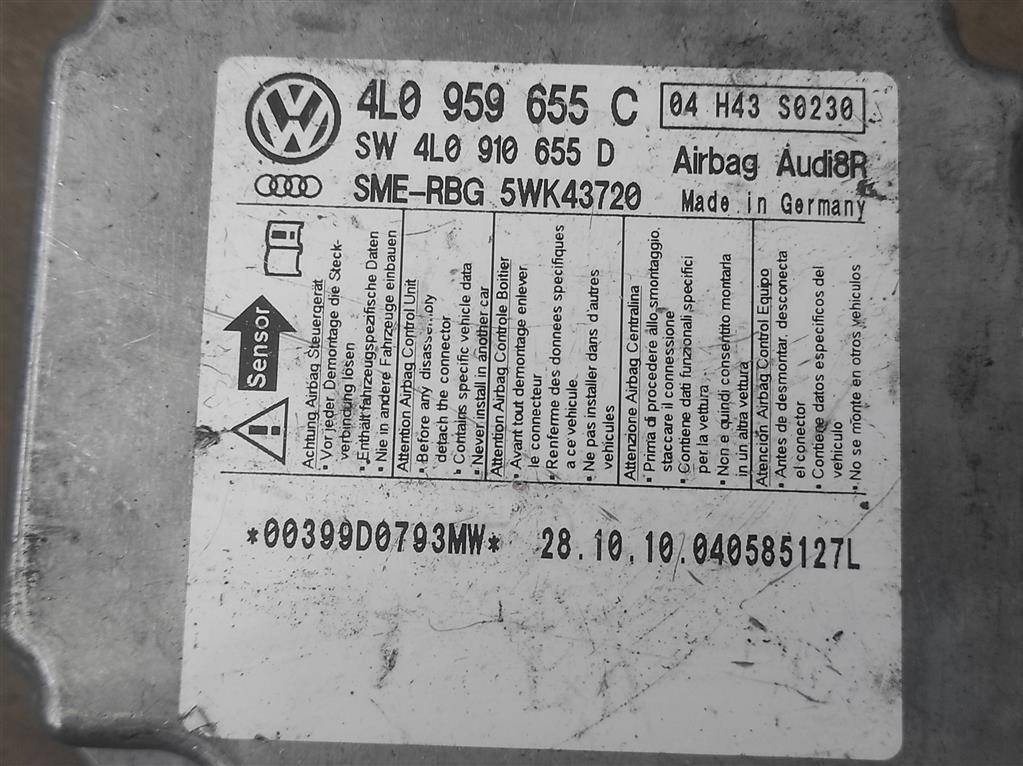 4L0 959 655 C
04 H43 S0230
SW 4L0 910 655 D
Airbag Audi8R
SME-RBG 5WK43720
Made in Germany
Sensor
Achtung Airbag Steuergerät
• Vor jeder Demontage die Steck-
verbindung lösen
• Enthält fahrzeugspezifische Daten
• Nie in andere Fahrzeuge einbauen
Attention Airbag Control Unit
• Before any disassembly
detach the connector
• Contains specific vehicle data
• Never install in another car
Attention Airbag Controle Boitier
• Avant tout demontage enlever
le connecteur
• Renferme des donnees specifiques
a ce vehicule
• Ne pas installer dans d'autres
vehicules
Attenzione Airbag Centralina
• Prima di procedere allo smontaggio,
staccare il connessione
• Contiene dati funzionali specifici
per la vettura
• Non e quindi consentito montarla
in un altra vettura
Atención Airbag Control Equipo
• Antes de desmontar, desconecta
el conector
• Contiene datos especificos del
vehiculo
• No se monte en otros vehiculos
*00399D0793MW* 28.10.10.040585127L